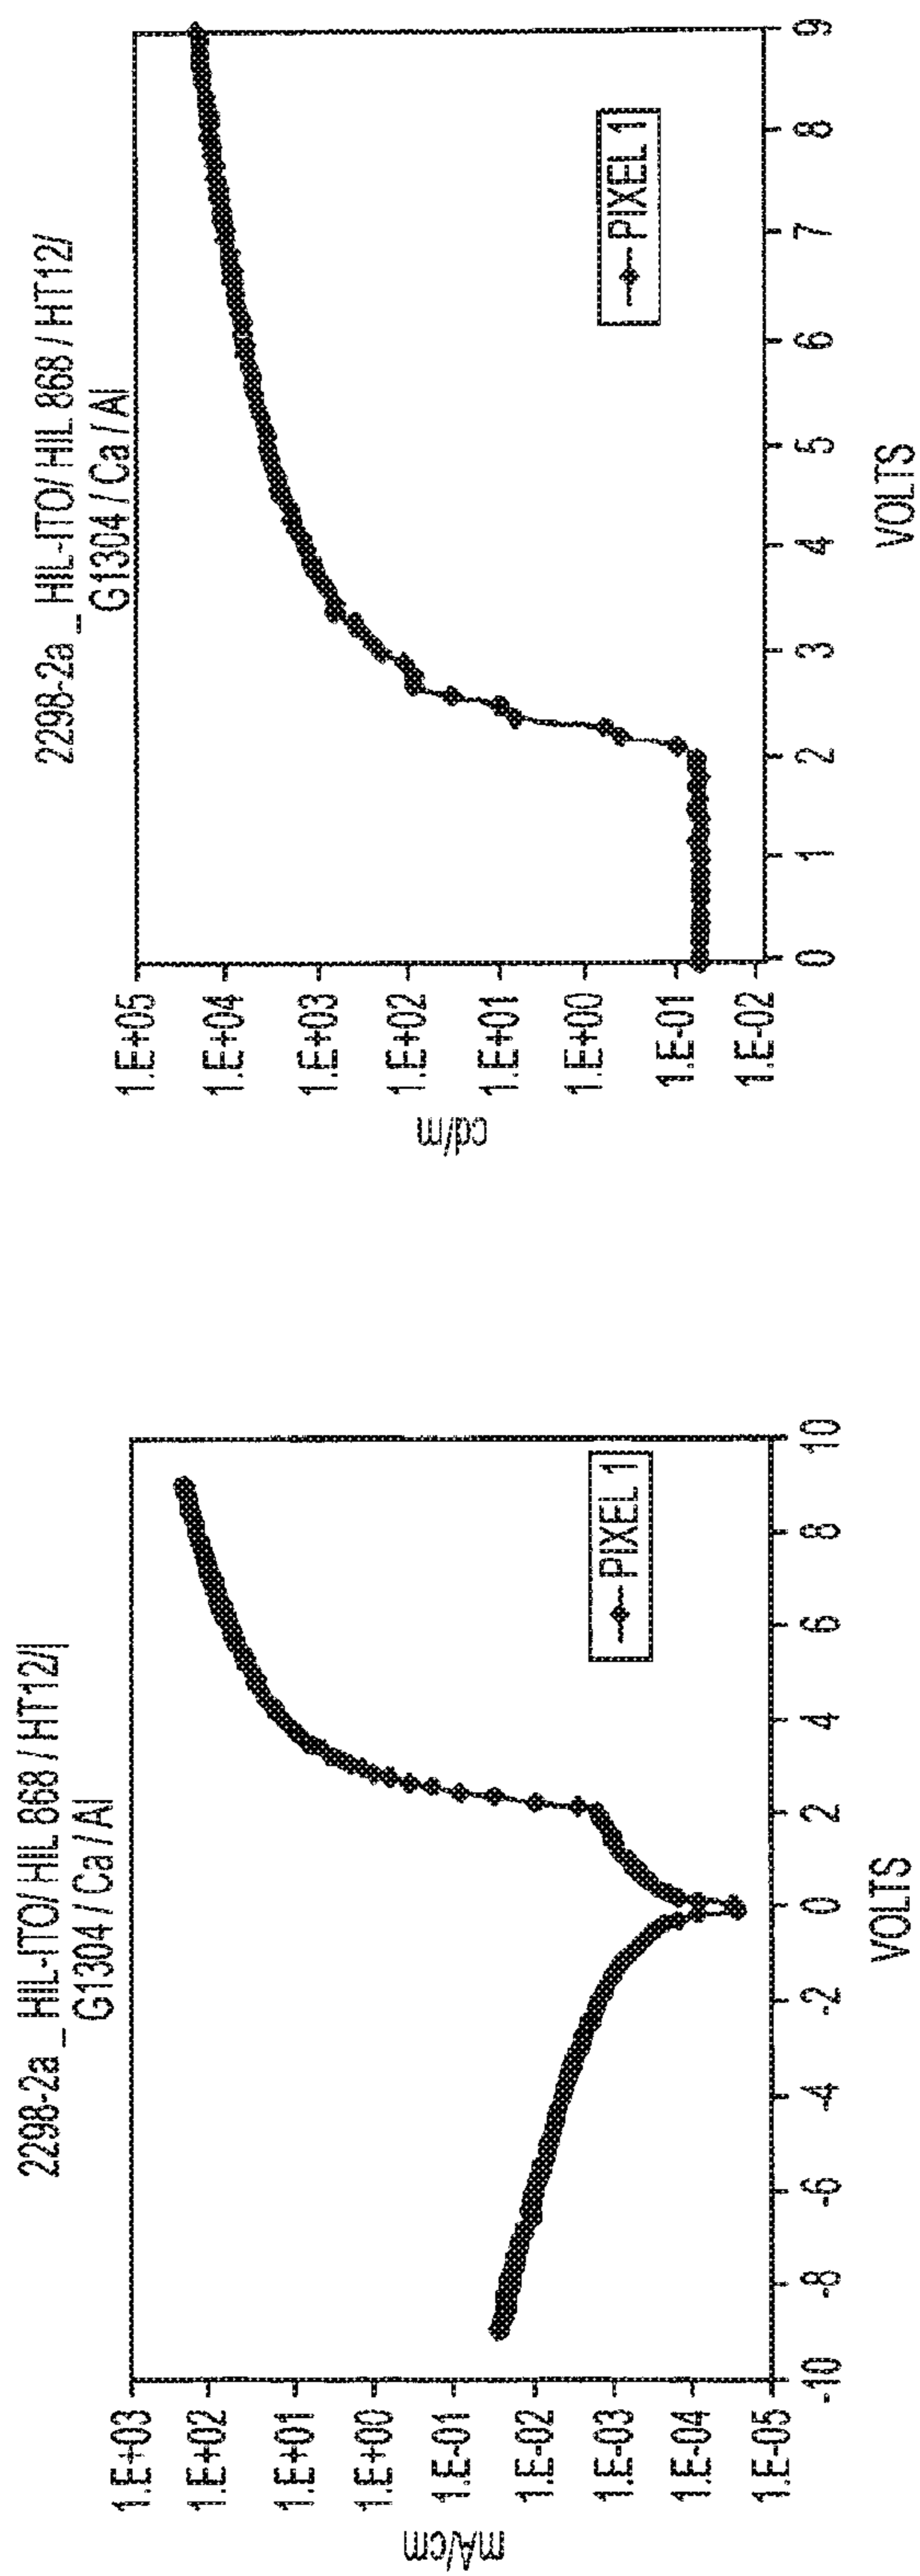 2298-2a _ HIL-ITO/ HIL 868 / HT12/|
G1304 / Ca / Al
mA/cm
1.E+03
1.E+02
1.E+01
1.E+00
1.E-01
1.E-02
1.E-03
1.E-04
1.E-05
PIXEL 1
-10
-8
-6
-4
-2
0
2
4
6
8
10
VOLTS
2298-2a _ HIL-ITO/ HIL 868 / HT12/
G1304 / Ca / Al
cd/m
1.E+05
1.E+04
1.E+03
1.E+02
1.E+01
1.E+00
1.E-01
1.E-02
PIXEL 1
0
1
2
3
4
5
6
7
8
9
VOLTS